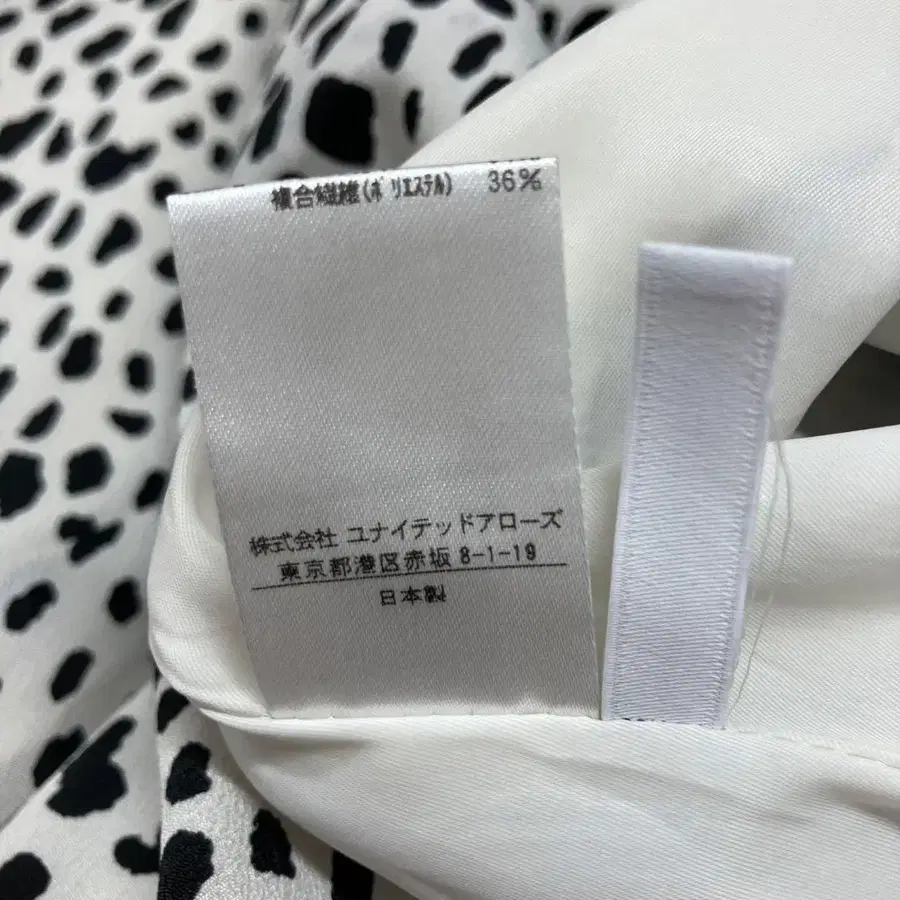 複合繊維(ポリエステル) 36%
株式会社 ユナイテッドアローズ
東京都港区赤坂 8-1-19
日本製